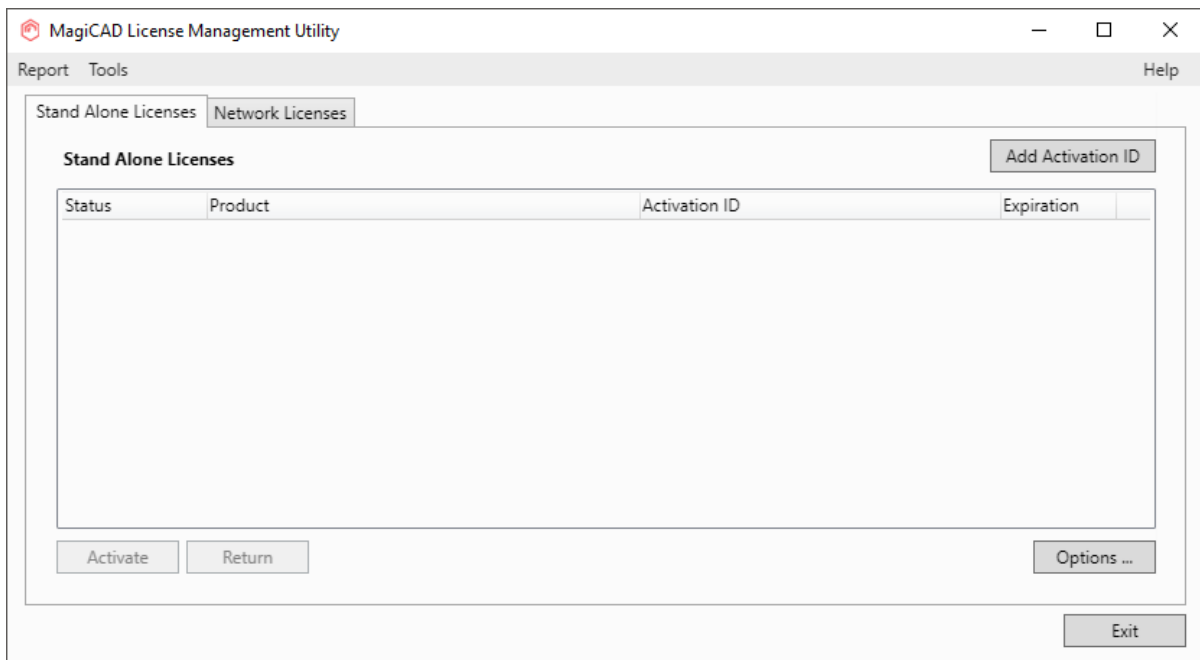 MagiCAD License Management Utility
Report Tools Help
Stand Alone Licenses Network Licenses
Stand Alone Licenses Add Activation ID
Status Product Activation ID Expiration
Activate Return Options ...
Exit